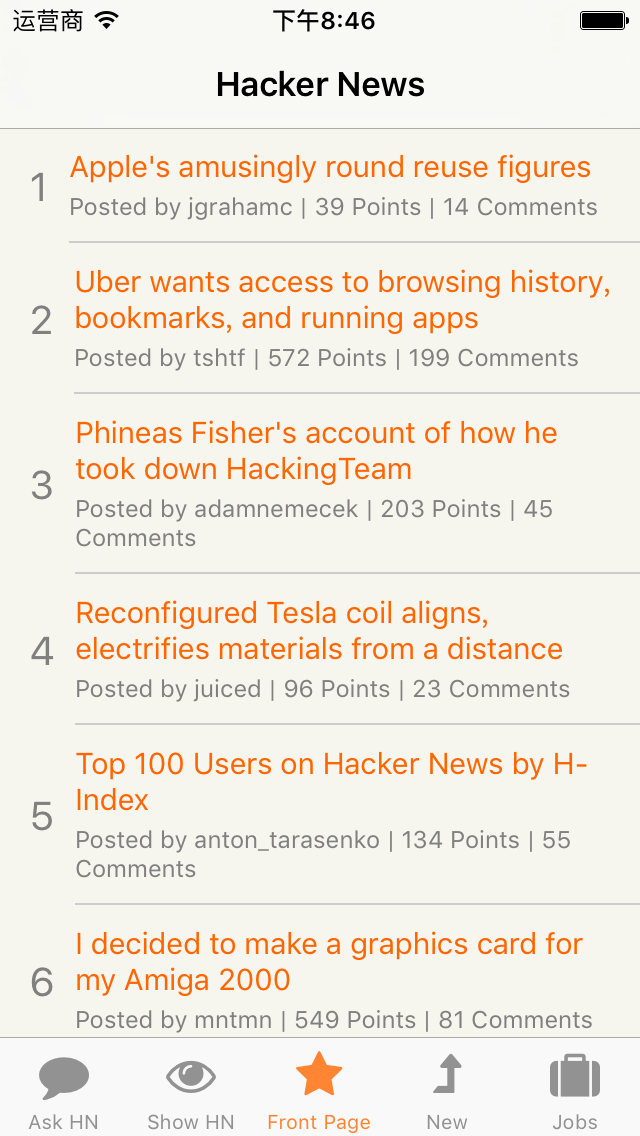 运营商 下午8:46
Hacker News
1
Apple's amusingly round reuse figures
Posted by jgrahamc | 39 Points | 14 Comments
2
Uber wants access to browsing history,
bookmarks, and running apps
Posted by tshtf | 572 Points | 199 Comments
3
Phineas Fisher's account of how he
took down HackingTeam
Posted by adamnemecek | 203 Points | 45
Comments
4
Reconfigured Tesla coil aligns,
electrifies materials from a distance
Posted by juiced | 96 Points | 23 Comments
5
Top 100 Users on Hacker News by H-
Index
Posted by anton_tarasenko | 134 Points | 55
Comments
6
I decided to make a graphics card for
my Amiga 2000
Posted by mntmn | 549 Points | 81 Comments
Ask HN Show HN Front Page New Jobs